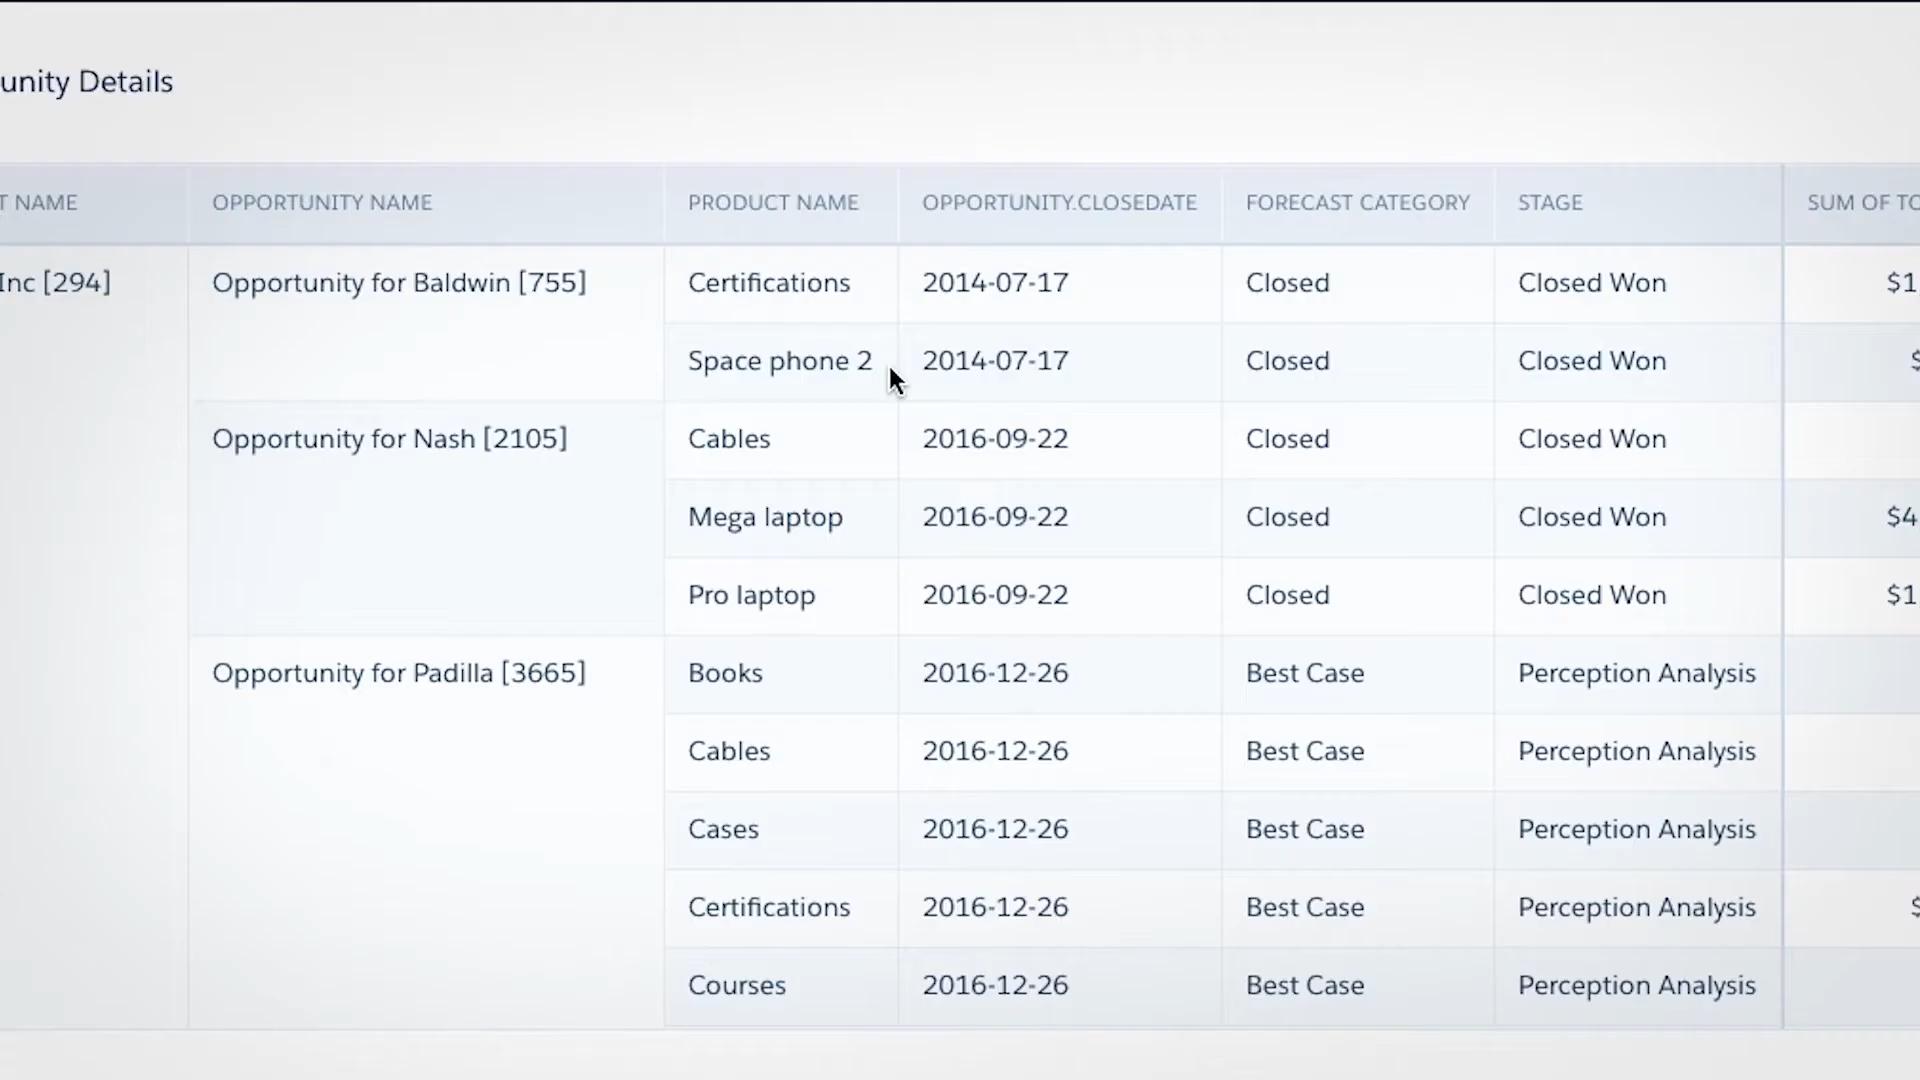 unity Details
T NAME OPPORTUNITY NAME PRODUCT NAME OPPORTUNITY.CLOSEDATE FORECAST CATEGORY STAGE SUM OF TO
Inc [294] Opportunity for Baldwin [755] Certifications 2014-07-17 Closed Closed Won $1
Space phone 2 2014-07-17 Closed Closed Won $
Opportunity for Nash [2105] Cables 2016-09-22 Closed Closed Won
Mega laptop 2016-09-22 Closed Closed Won $4
Pro laptop 2016-09-22 Closed Closed Won $1
Opportunity for Padilla [3665] Books 2016-12-26 Best Case Perception Analysis
Cables 2016-12-26 Best Case Perception Analysis
Cases 2016-12-26 Best Case Perception Analysis
Certifications 2016-12-26 Best Case Perception Analysis $
Courses 2016-12-26 Best Case Perception Analysis